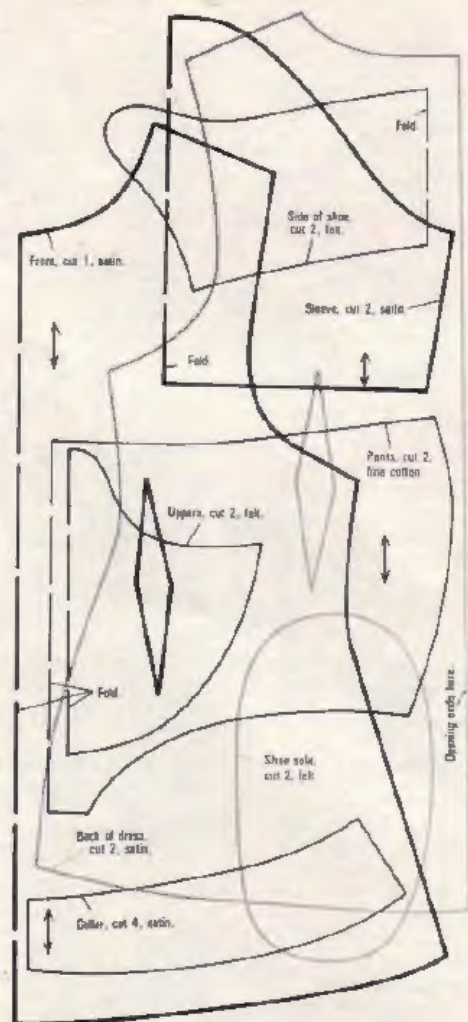 Fold.
Side of shoe,
cut 2, felt.
Front, cut 1, satin.
Sleeve, cut 2, satin.
Fold.
Pants, cut 2,
fine cotton
Uppers, cut 2, felt.
Fold.
Opening ends here.
Shoe sole,
cut 2, felt.
Back of dress,
cut 2, satin.
Collar, cut 4, satin.